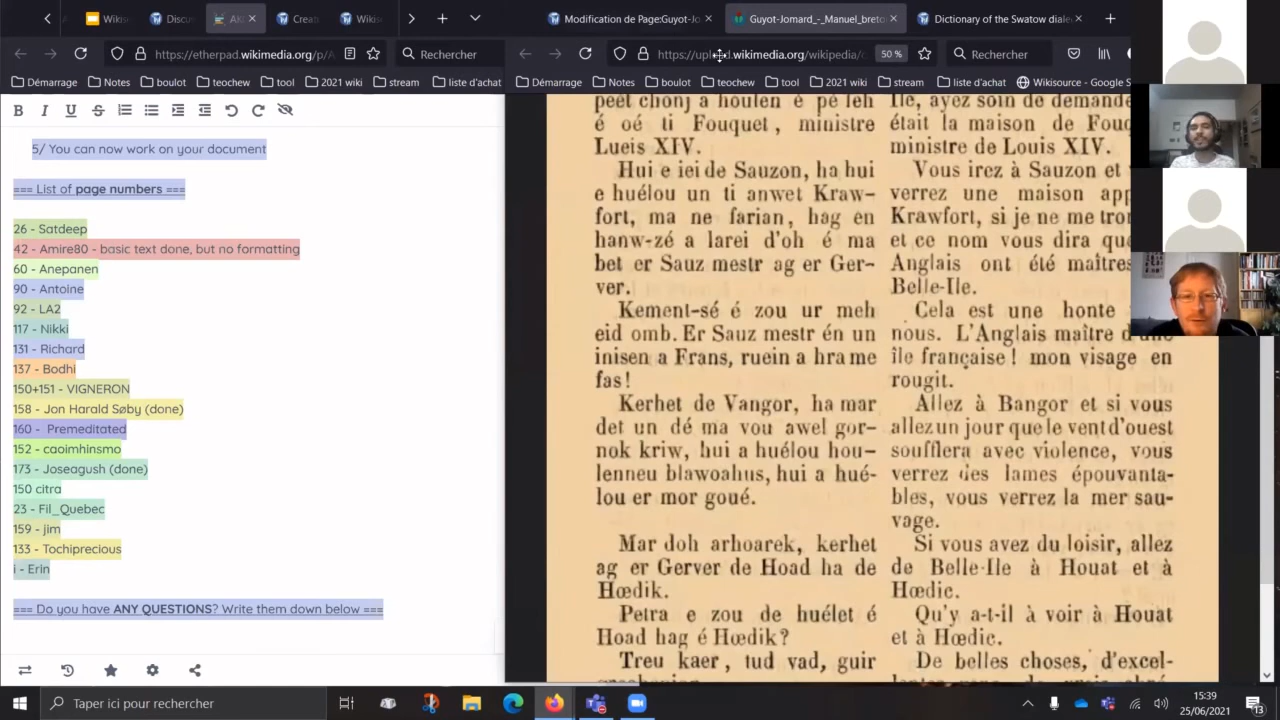 Wikise
Discus
AK
Creat
Wikise
Modification de Page:Guyot-Jo
Guyot-Jomard_-_Manuel_breto
Dictionary of the Swatow diale
https://etherpad.wikimedia.org/p/A
Rechercher
https://upload.wikimedia.org/wikipedia/c
50 %
Rechercher
Démarrage
Notes
boulot
teochew
tool
2021 wiki
stream
liste d'achat
Démarrage
Notes
boulot
teochew
tool
2021 wiki
stream
liste d'achat
Wikisource - Google S
5/ You can now work on your document
=== List of page numbers ===
26 - Satdeep
42 - Amire80 - basic text done, but no formatting
60 - Anepanen
90 - Antoine
92 - LA2
117 - Nikki
131 - Richard
137 - Bodhi
150+151 - VIGNERON
158 - Jon Harald Søby (done)
160 - Premeditated
152 - caoimhinsmo
173 - Joseagush (done)
150 citra
23 - Fil_Quebec
159 - jim
133 - Tochiprecious
i - Erin
=== Do you have ANY QUESTIONS? Write them down below ===
peèt chonj a houlen é pe leh
é oé ti Fouquet, ministre
Lueis XIV.
Hui e iei de Sauzon, ha hui
e huélou un ti anwet Kraw-
fort, ma ne farian, hag en
hanw-zé a larei d'oh é ma
bet er Sauz mestr ag er Ger-
ver.
Kement-sé é zou ur meh
eid omb. Er Sauz mestr én un
inisen a Frans, ruein a hra me
fas!
Kerhet de Vangor, ha mar
det un dé ma vou awel gor-
nok kriw, hui a huélou hou-
lenneu blawoahus, hui a hué-
lou er mor goué.
Mar doh arhoarek, kerhet
ag er Gerver de Hoad ha de
Hœdik.
Petra e zou de huélet é
Hoad hag é Hœdik?
Treu kaer, tud vad, guir
Ile, ayez soin de demande
était la maison de Fouq
ministre de Louis XIV.
Vous irez à Sauzon et
verrez une maison app
Krawfort, si je ne me tron
et ce nom vous dira que
Anglais ont été maîtres
Belle-Ile.
Cela est une honte
nous. L'Anglais maître d'une
île française! mon visage en
rougit.
Allez à Bangor et si vous
allez un jour que le vent d'ouest
soufflera avec violence, vous
verrez des lames épouvanta-
bles, vous verrez la mer sau-
vage.
Si vous avez du loisir, allez
de Belle-Ile à Houat et à
Hœdic.
Qu'y a-t-il à voir à Houat
et à Hœdic.
De belles choses, d'excel-
Taper ici pour rechercher
15:39
25/06/2021
13